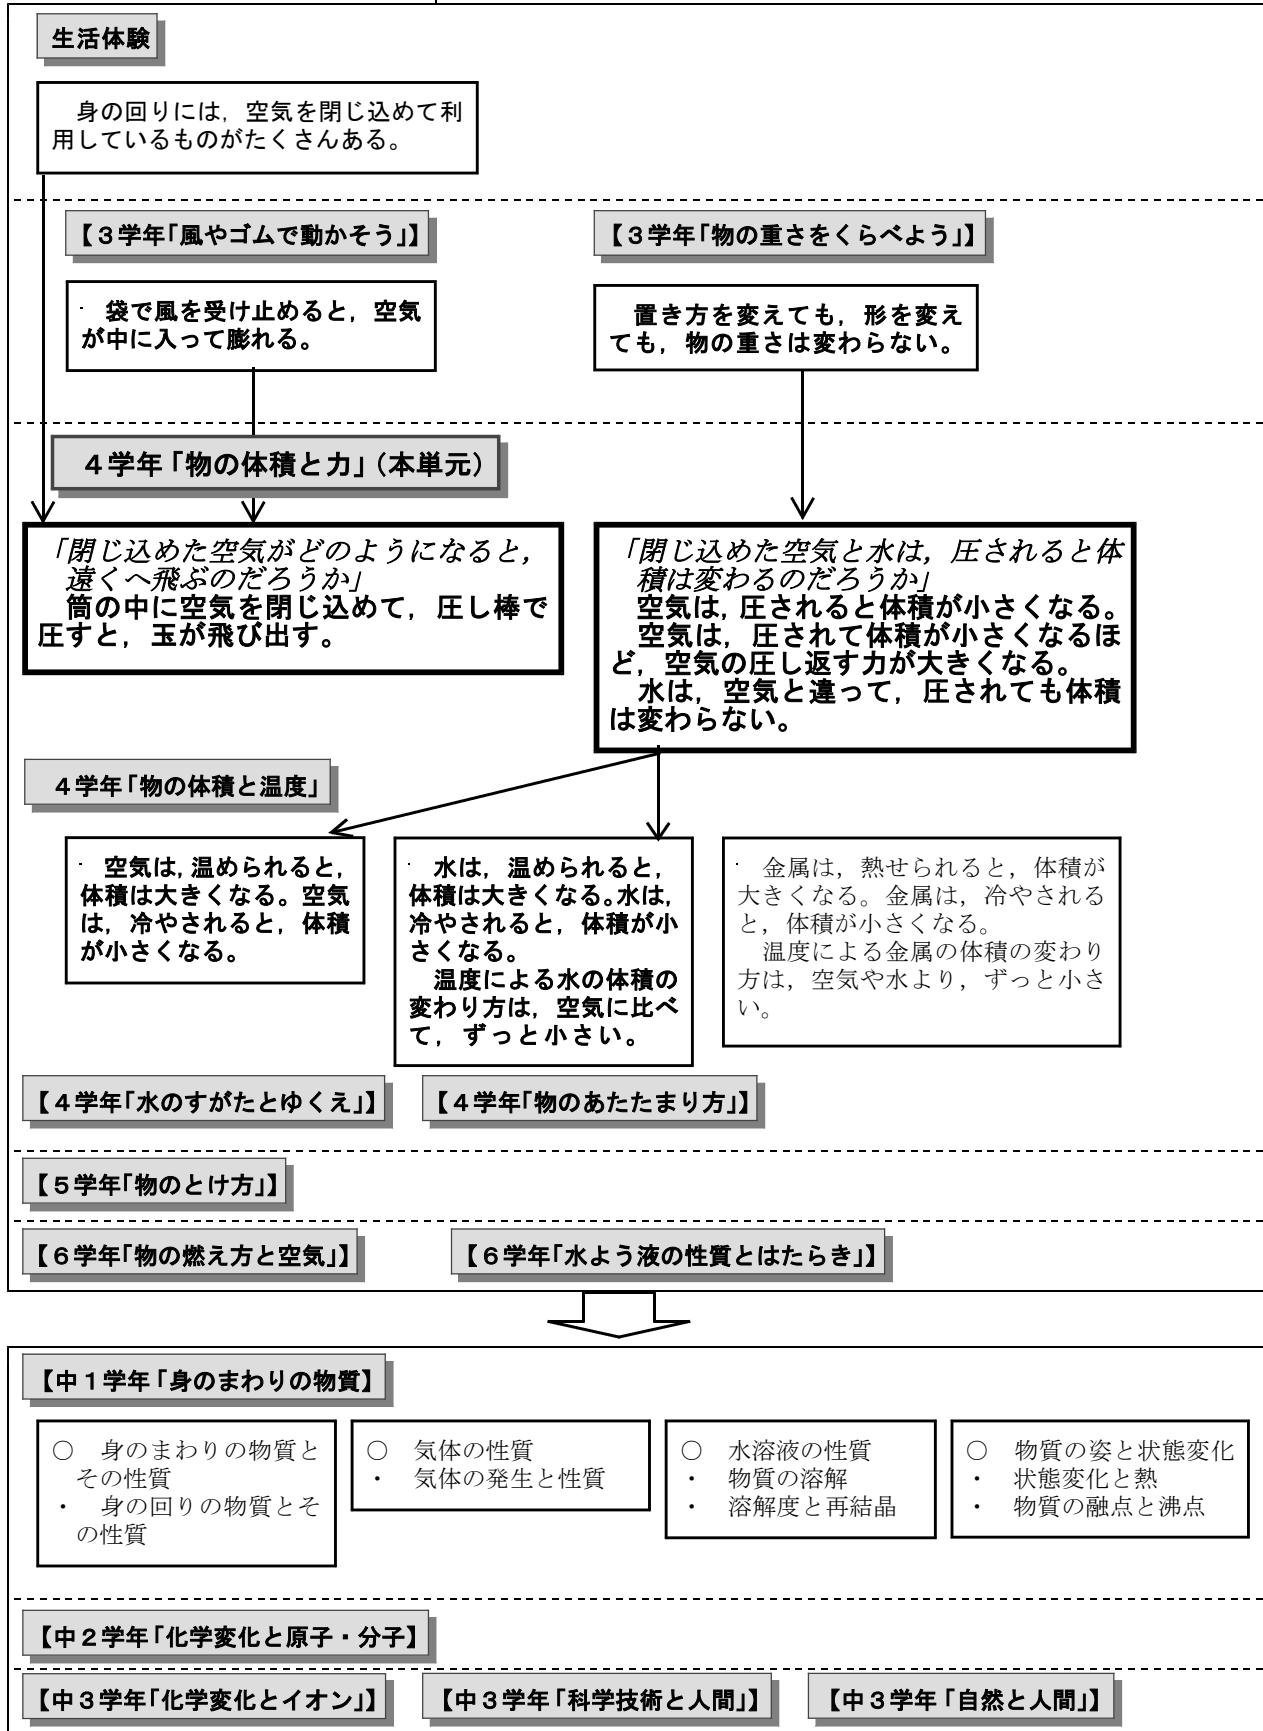 生活体験
　身の回りには，空気を閉じ込めて利
用しているものがたくさんある。
【３学年「風やゴムで動かそう」】
【３学年「物の重さをくらべよう」】
・　袋で風を受け止めると，空気
が中に入って膨れる。
　置き方を変えても，形を変え
ても，物の重さは変わらない。
４学年「物の体積と力」（本単元）
「閉じ込めた空気がどのようになると，
遠くへ飛ぶのだろうか」
　筒の中に空気を閉じ込めて，圧し棒で
圧すと，玉が飛び出す。
「閉じ込めた空気と水は，圧されると体
積は変わるのだろうか」
　空気は，圧されると体積が小さくなる。
　空気は，圧されて体積が小さくなるほ
ど，空気の圧し返す力が大きくなる。
　水は，空気と違って，圧されても体積
は変わらない。
４学年「物の体積と温度」
・　空気は，温められると，
体積は大きくなる。空気
は，冷やされると，体積
が小さくなる。
・　水は，温められると，
体積は大きくなる。水は，
冷やされると，体積が小
さくなる。
　温度による水の体積の
変わり方は，空気に比べ
て，ずっと小さい。
・　金属は，熱せられると，体積が
大きくなる。金属は，冷やされる
と，体積が小さくなる。
　温度による金属の体積の変わり
方は，空気や水より，ずっと小さ
い。
【４学年「水のすがたとゆくえ」】
【４学年「物のあたたまり方」】
【５学年「物のとけ方」】
【６学年「物の燃え方と空気」】
【６学年「水よう液の性質とはたらき」】
【中１学年「身のまわりの物質】
○　身のまわりの物質と
その性質
・　身の回りの物質とそ
の性質
○　気体の性質
・　気体の発生と性質
○　水溶液の性質
・　物質の溶解
・　溶解度と再結晶
○　物質の姿と状態変化
・　状態変化と熱
・　物質の融点と沸点
【中２学年「化学変化と原子・分子】
【中３学年「化学変化とイオン」】
【中３学年「科学技術と人間」】
【中３学年「自然と人間」】